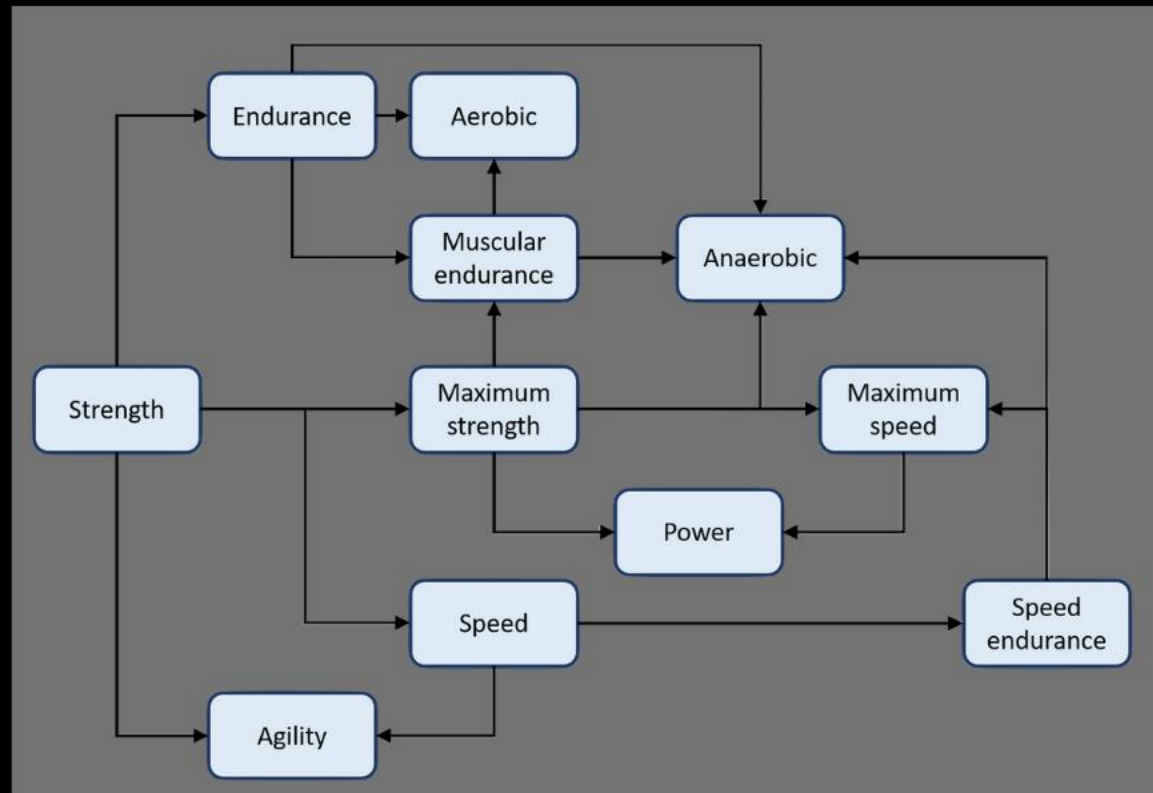 Endurance
Aerobic
Muscular
endurance
Anaerobic
Strength
Maximum
strength
Maximum
speed
Power
Speed
Speed
endurance
Agility